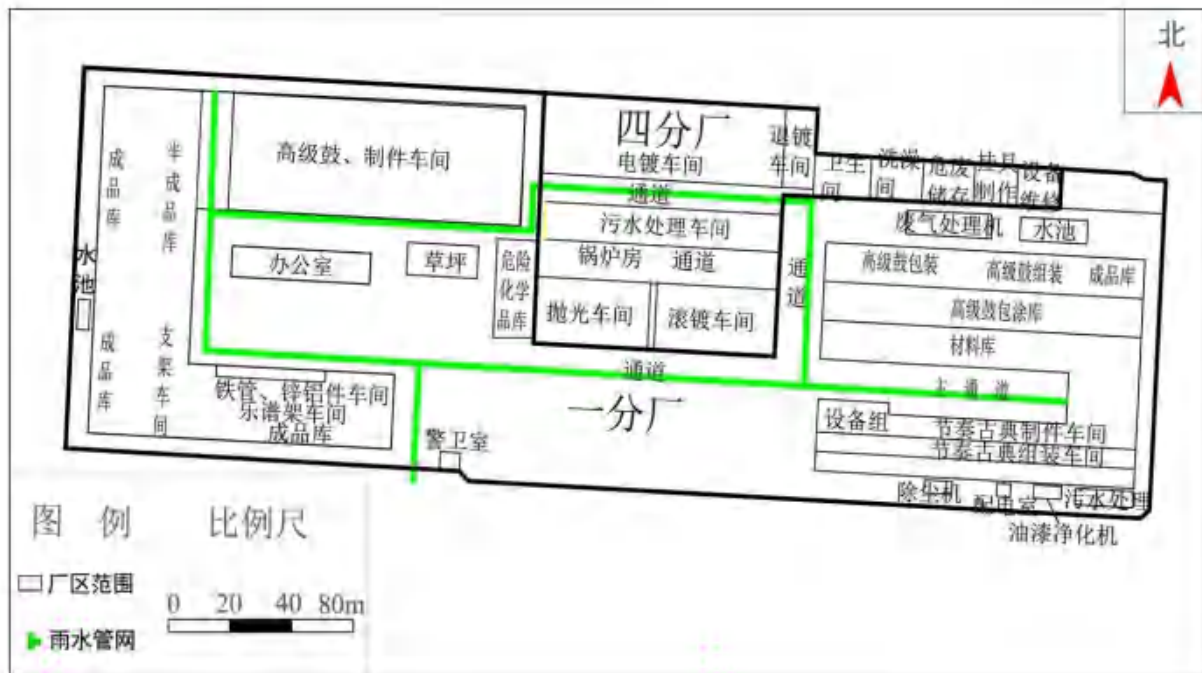 北
四分厂
电镀车间
退镀
车间
通道
污水处理车间
锅炉房 通道
抛光车间
滚镀车间
高级鼓、制件车间
成品库
半成品库
水池
成品库
支架车间
办公室
草坪
危险
化学
品库
铁管、锌铝件车间
乐谱架车间
成品库
警卫室
通道
通道
一分厂
卫生
间
洗澡
间
危废
储存
挂具
制作
设备
维修
废气处理机
水池
高级鼓包装
高级鼓组装
成品库
高级鼓包涂库
材料库
主通道
设备组
节奏古典制件车间
节奏古典组装车间
除尘机
配电室
污水处理
油漆净化机
图 例
比例尺
厂区范围
雨水管网
0 20 40 80m